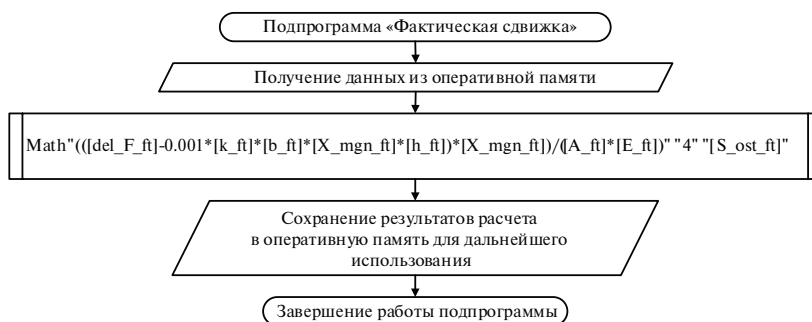 Подпрограмма «Фактическая сдвижка»
Получение данных из оперативной памяти
Math"(([del_F_ft]-0.001*[k_ft]*[b_ft]*[X_mgn_ft]*[h_ft])*[X_mgn_ft])/([A_ft]*[E_ft])" "4" "[S_ost_ft]"
Сохранение результатов расчета
в оперативную память для дальнейшего
использования
Завершение работы подпрограммы